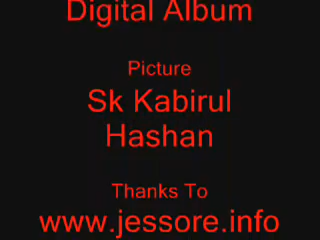 Digital Album
Picture
Sk Kabirul
Hashan
Thanks To
www.jessore.info